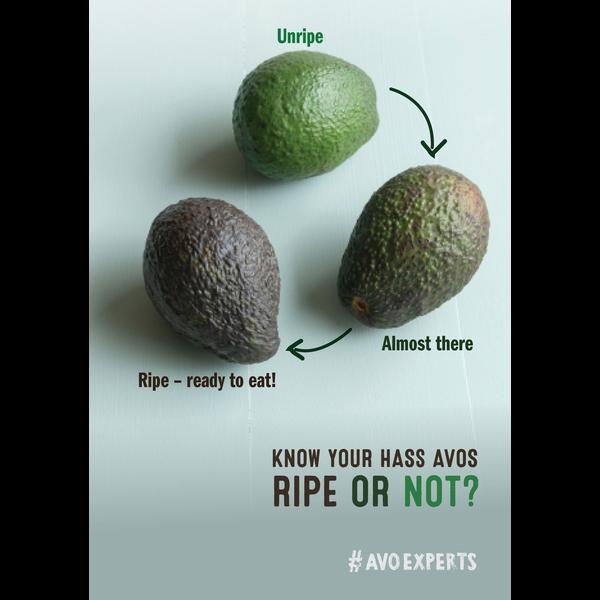 Unripe
Almost there
Ripe – ready to eat!
KNOW YOUR HASS AVOS
RIPE OR NOT?
#AVOEXPERTS